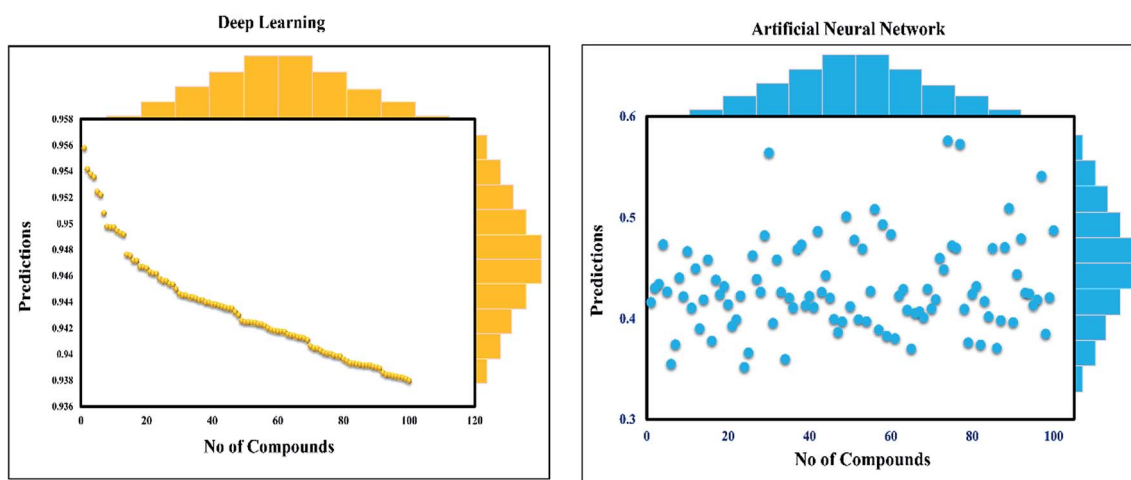 Deep Learning
0.958
0.956
0.954
0.952
0.95
0.948
0.946
0.944
0.942
0.94
0.938
0.936
Predictions
0 20 40 60 80 100 120
No of Compounds
Artificial Neural Network
0.6
0.5
0.4
0.3
Predictions
0 20 40 60 80 100
No of Compounds